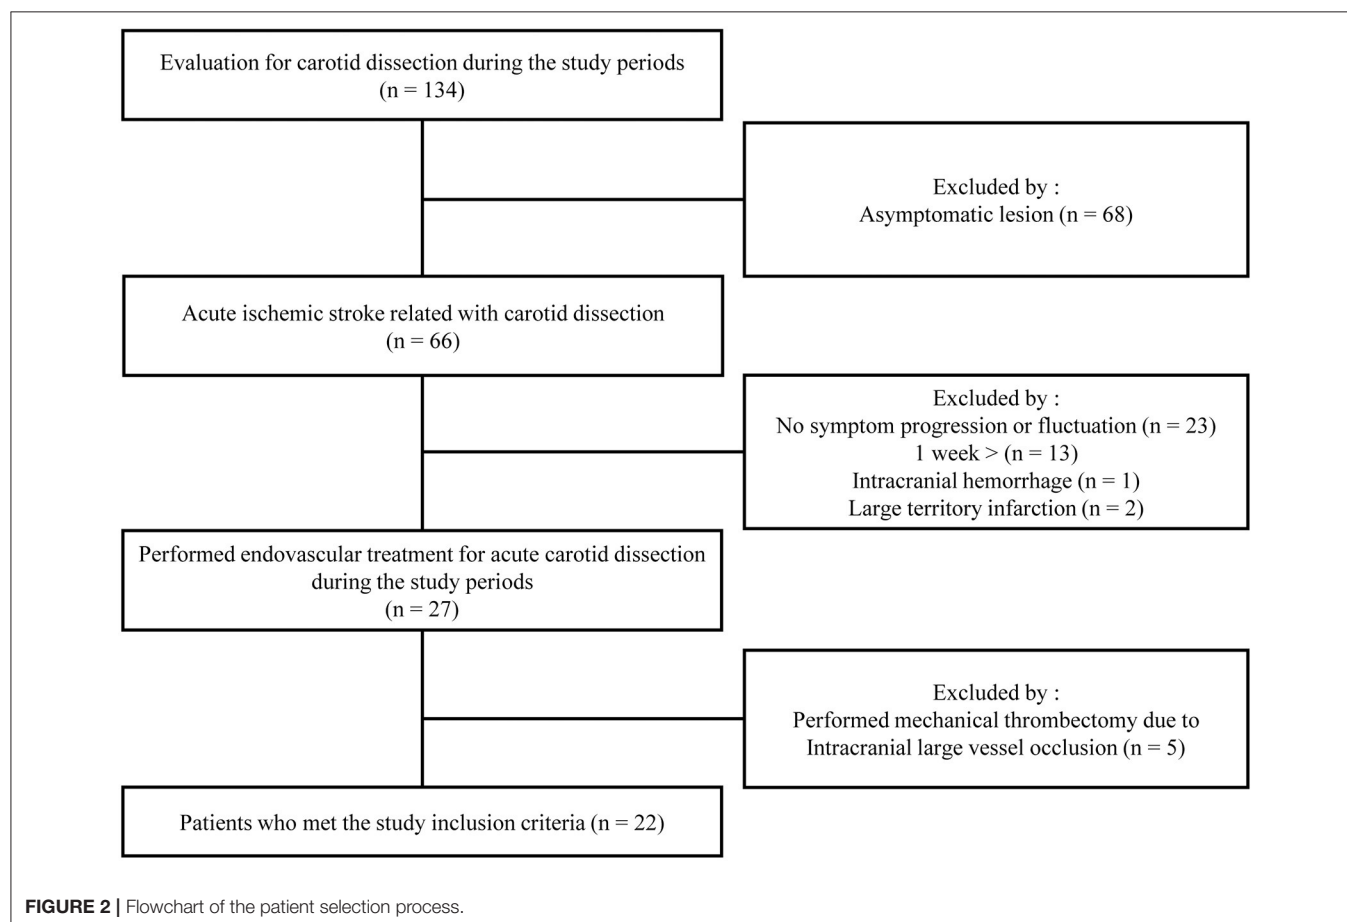 Evaluation for carotid dissection during the study periods
(n = 134)
Excluded by :
Asymptomatic lesion (n = 68)
Acute ischemic stroke related with carotid dissection
(n = 66)
Excluded by :
No symptom progression or fluctuation (n = 23)
1 week > (n = 13)
Intracranial hemorrhage (n = 1)
Large territory infarction (n = 2)
Performed endovascular treatment for acute carotid dissection
during the study periods
(n = 27)
Excluded by :
Performed mechanical thrombectomy due to
Intracranial large vessel occlusion (n = 5)
Patients who met the study inclusion criteria (n = 22)
FIGURE 2 | Flowchart of the patient selection process.